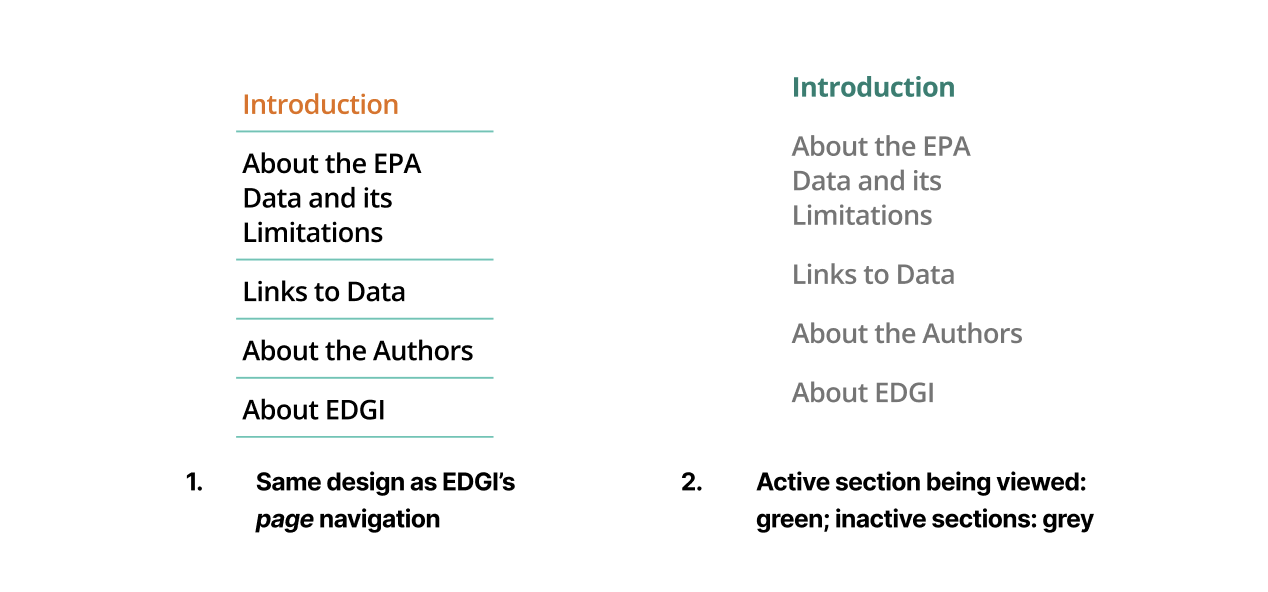 Introduction
About the EPA
Data and its
Limitations
Links to Data
About the Authors
About EDGI
1. Same design as EDGI’s
page navigation
Introduction
About the EPA
Data and its
Limitations
Links to Data
About the Authors
About EDGI
2. Active section being viewed:
green; inactive sections: grey